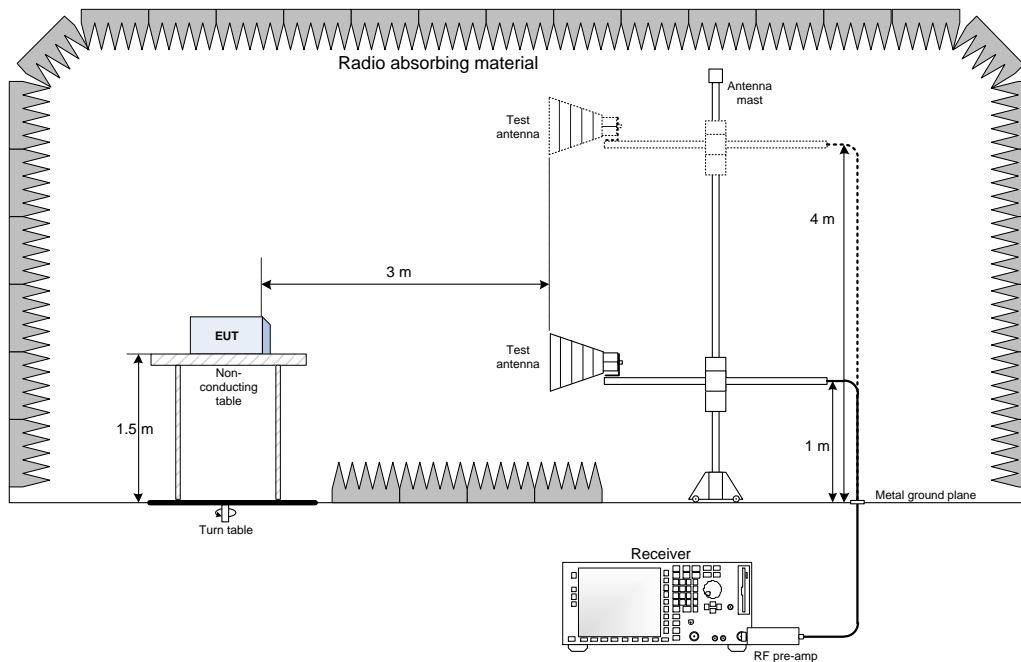 Radio absorbing material
Antenna
mast
Test
antenna
4 m
3 m
EUT
Test
antenna
Non-
conducting
table
1.5 m
1 m
Metal ground plane
Turn table
Receiver
RF pre-amp